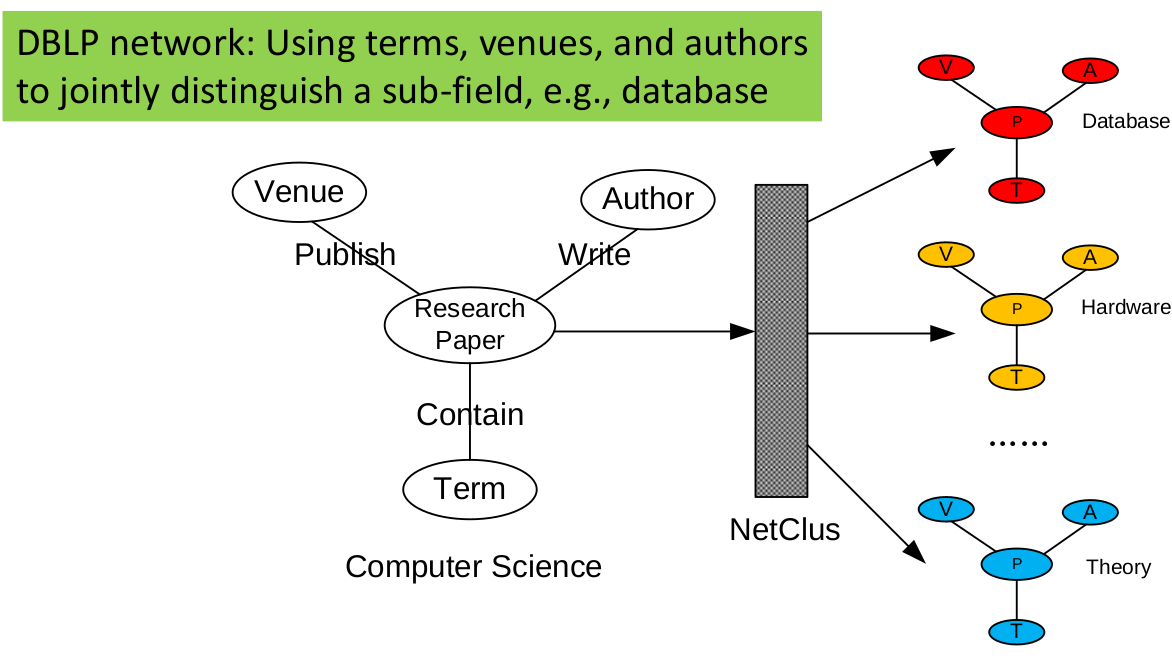 DBLP network: Using terms, venues, and authors
to jointly distinguish a sub-field, e.g., database
Venue
Author
Publish
Write
Research
Paper
Contain
Term
Computer Science
NetClus
V
A
P
Database
T
V
A
P
Hardware
T
……
V
A
P
Theory
T